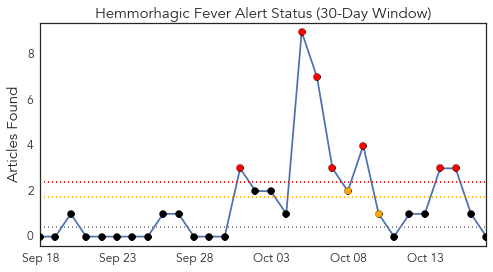 Hemmorhagic Fever Alert Status (30-Day Window)
Articles Found
8
6
4
2
0
Sep 18 Sep 23 Sep 28 Oct 03 Oct 08 Oct 13